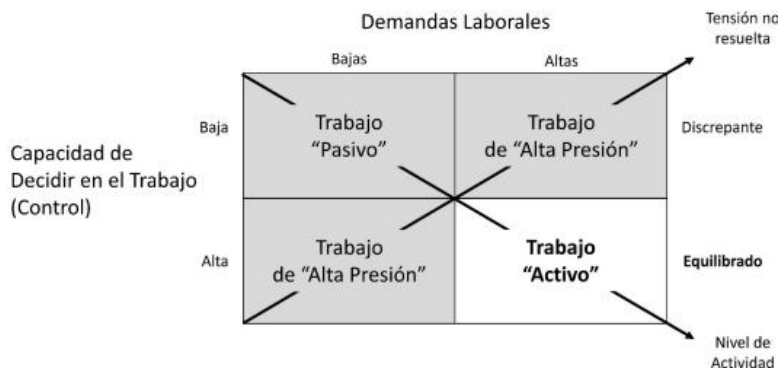 Demandas Laborales
Tensión no
resuelta
Bajas
Altas
Baja
Trabajo
“Pasivo”
Trabajo
de “Alta Presión”
Discrepante
Capacidad de
Decidir en el Trabajo
(Control)
Alta
Trabajo
de “Alta Presión”
Trabajo
“Activo”
Equilibrado
Nivel de
Actividad